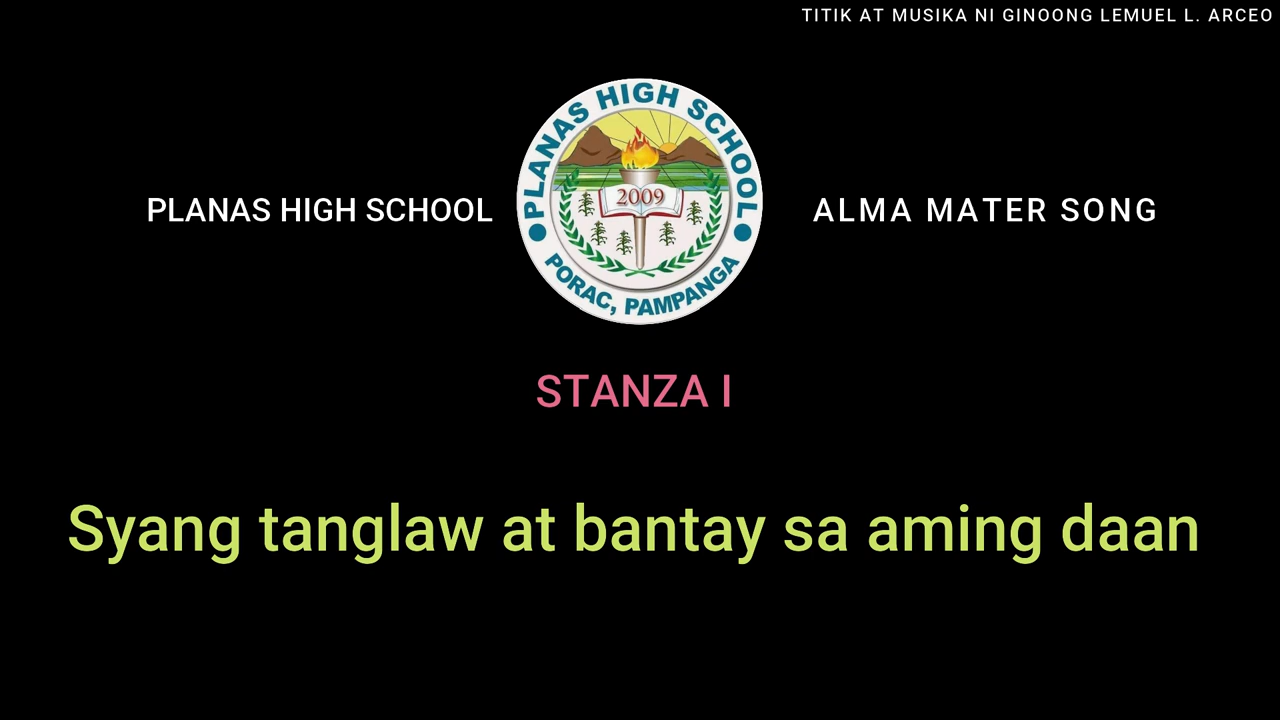 TITIK AT MUSIKA NI GINOONG LEMUEL L. ARCEO
PLANAS HIGH SCHOOL
PLANAS HIGH SCHOOL
2009
PORAC, PAMPANGA
ALMA MATER SONG
STANZA I
Syang tanglaw at bantay sa aming daan